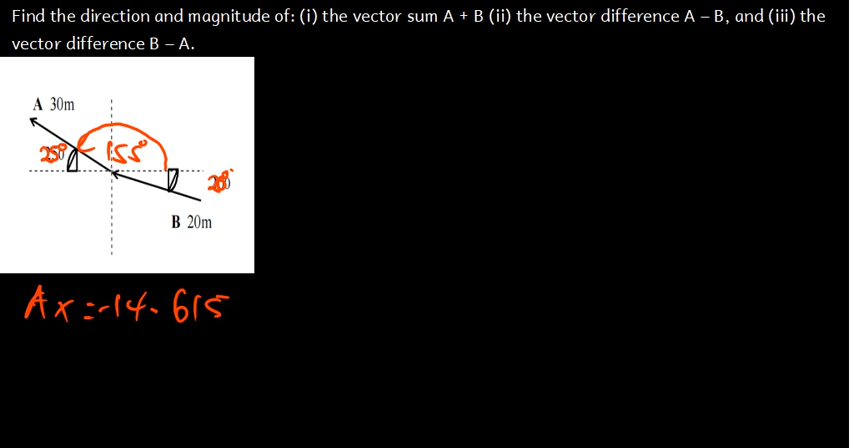 Find the direction and magnitude of: (i) the vector sum A + B (ii) the vector difference A – B, and (iii) the
vector difference B – A.
A 30m
25°
155°
20°
B 20m
Ax = -14.615